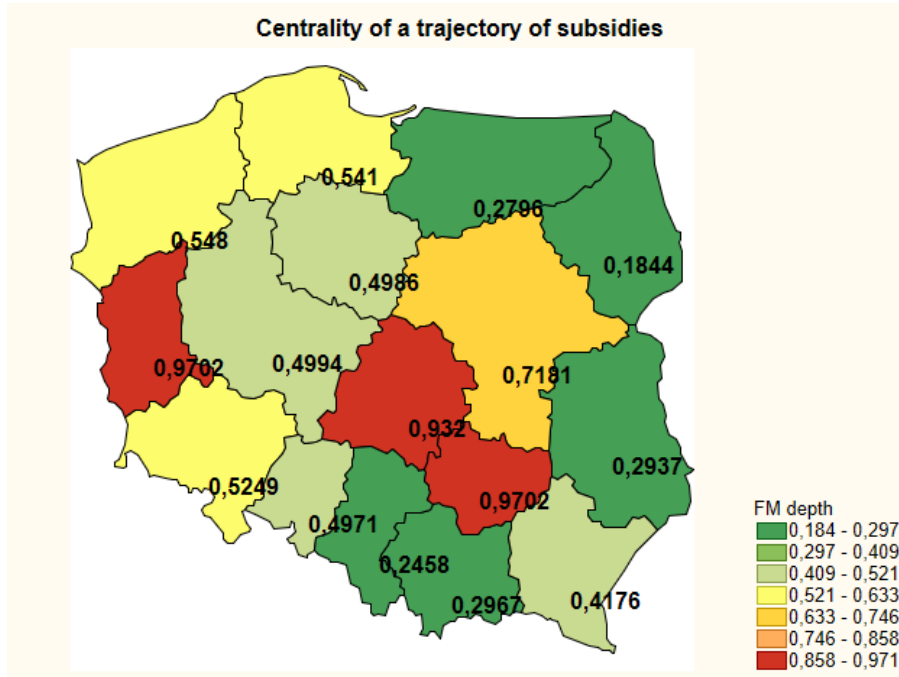 Centrality of a trajectory of subsidies
0,541
0,2796
0,548
0,1844
0,4986
0,9702
0,4994
0,7181
0,932
0,2937
0,5249
0,9702
0,4971
0,2458
0,2967
0,4176
FM depth
0,184 - 0,297
0,297 - 0,409
0,409 - 0,521
0,521 - 0,633
0,633 - 0,746
0,746 - 0,858
0,858 - 0,971